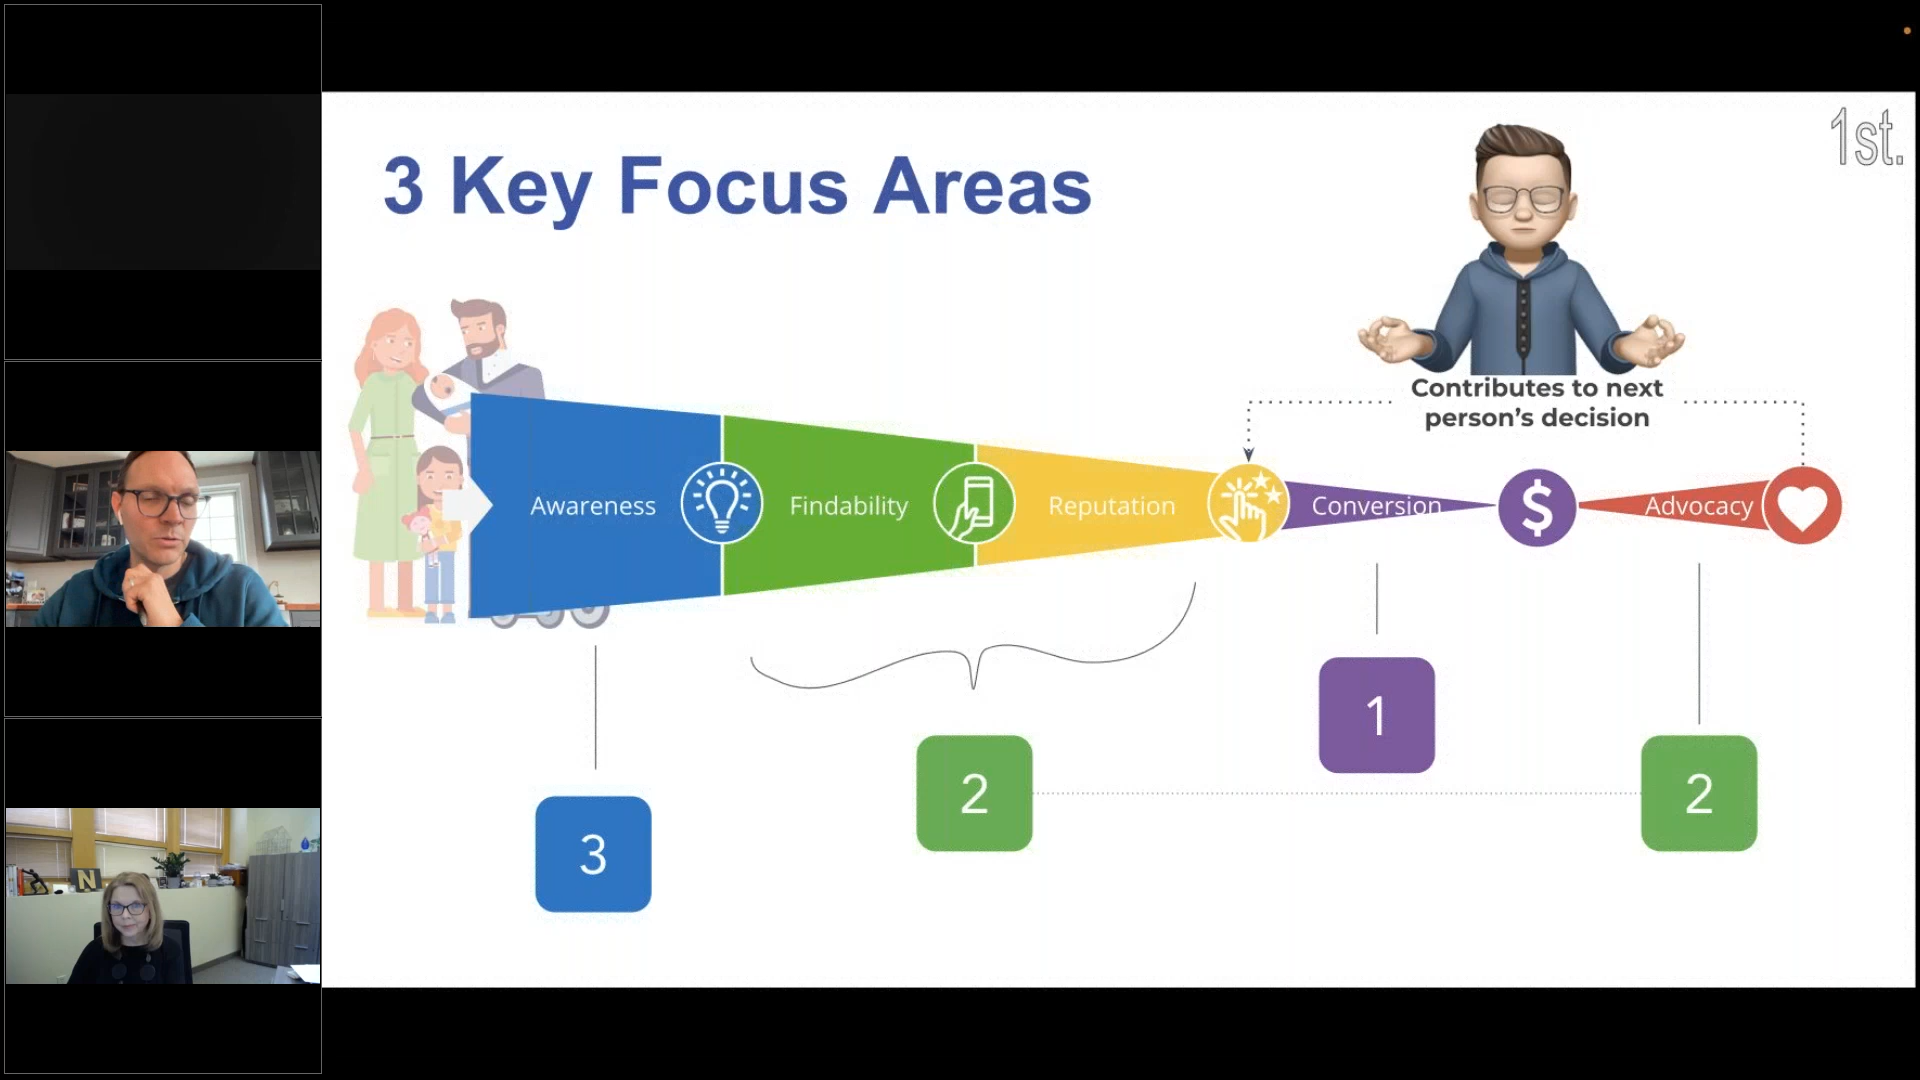 1st.
3 Key Focus Areas
Contributes to next
person's decision
Awareness
Findability
Reputation
Conversion
$
Advocacy
1
2
2
3
N